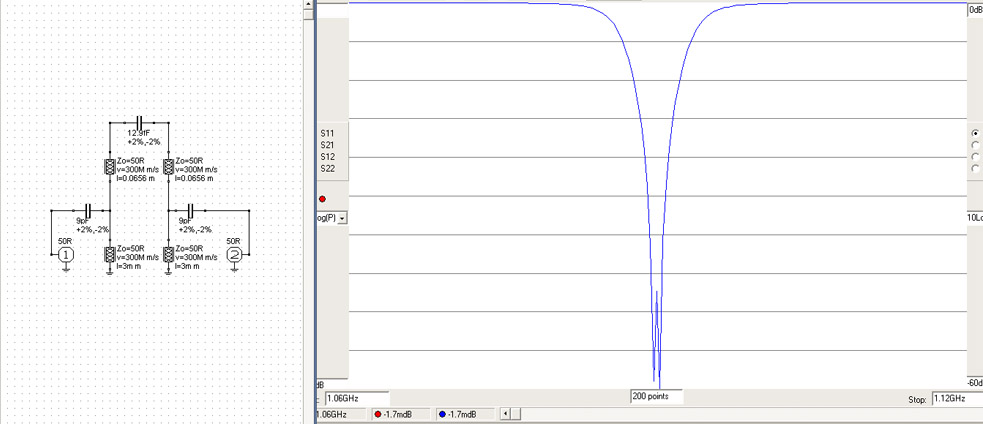 12.9fF
+2%,-2%
Zo=50R
v=300M m/s
l=0.0656 m
Zo=50R
v=300M m/s
l=0.0656 m
9pF
+2%,-2%
9pF
+2%,-2%
50R
1
Zo=50R
v=300M m/s
l=3m m
Zo=50R
v=300M m/s
l=3m m
50R
2
0dB
S11
S21
S12
S22
og(P)
10Lo
dB
-60d
: 1.06GHz
200 points
Stop: 1.12GHz
1.06GHz
-1.7mdB
-1.7mdB